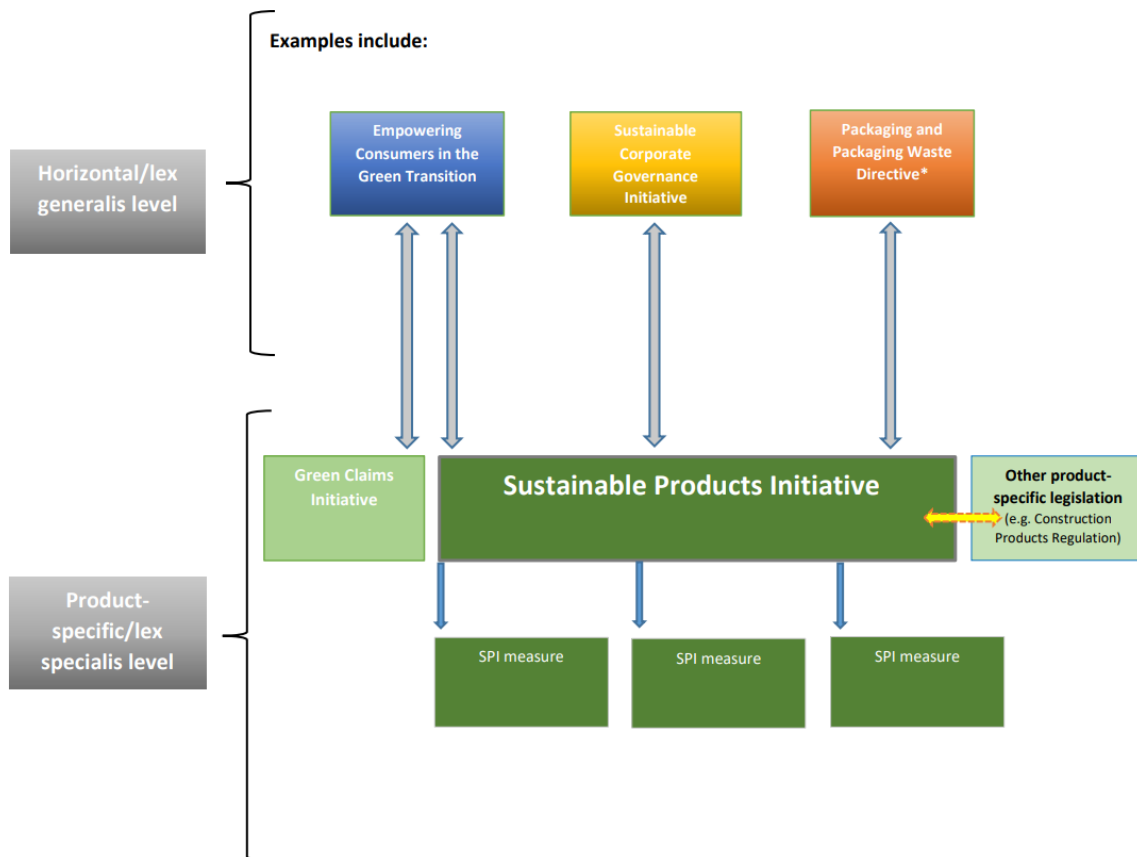 Examples include:
Empowering
Consumers in the
Green Transition
Sustainable
Corporate
Governance
Initiative
Packaging and
Packaging Waste
Directive*
Horizontal/lex
generalis level
Green Claims
Initiative
Sustainable Products Initiative
Other product-
specific legislation
(e.g. Construction
Products Regulation)
Product-
specific/lex
specialis level
SPI measure
SPI measure
SPI measure